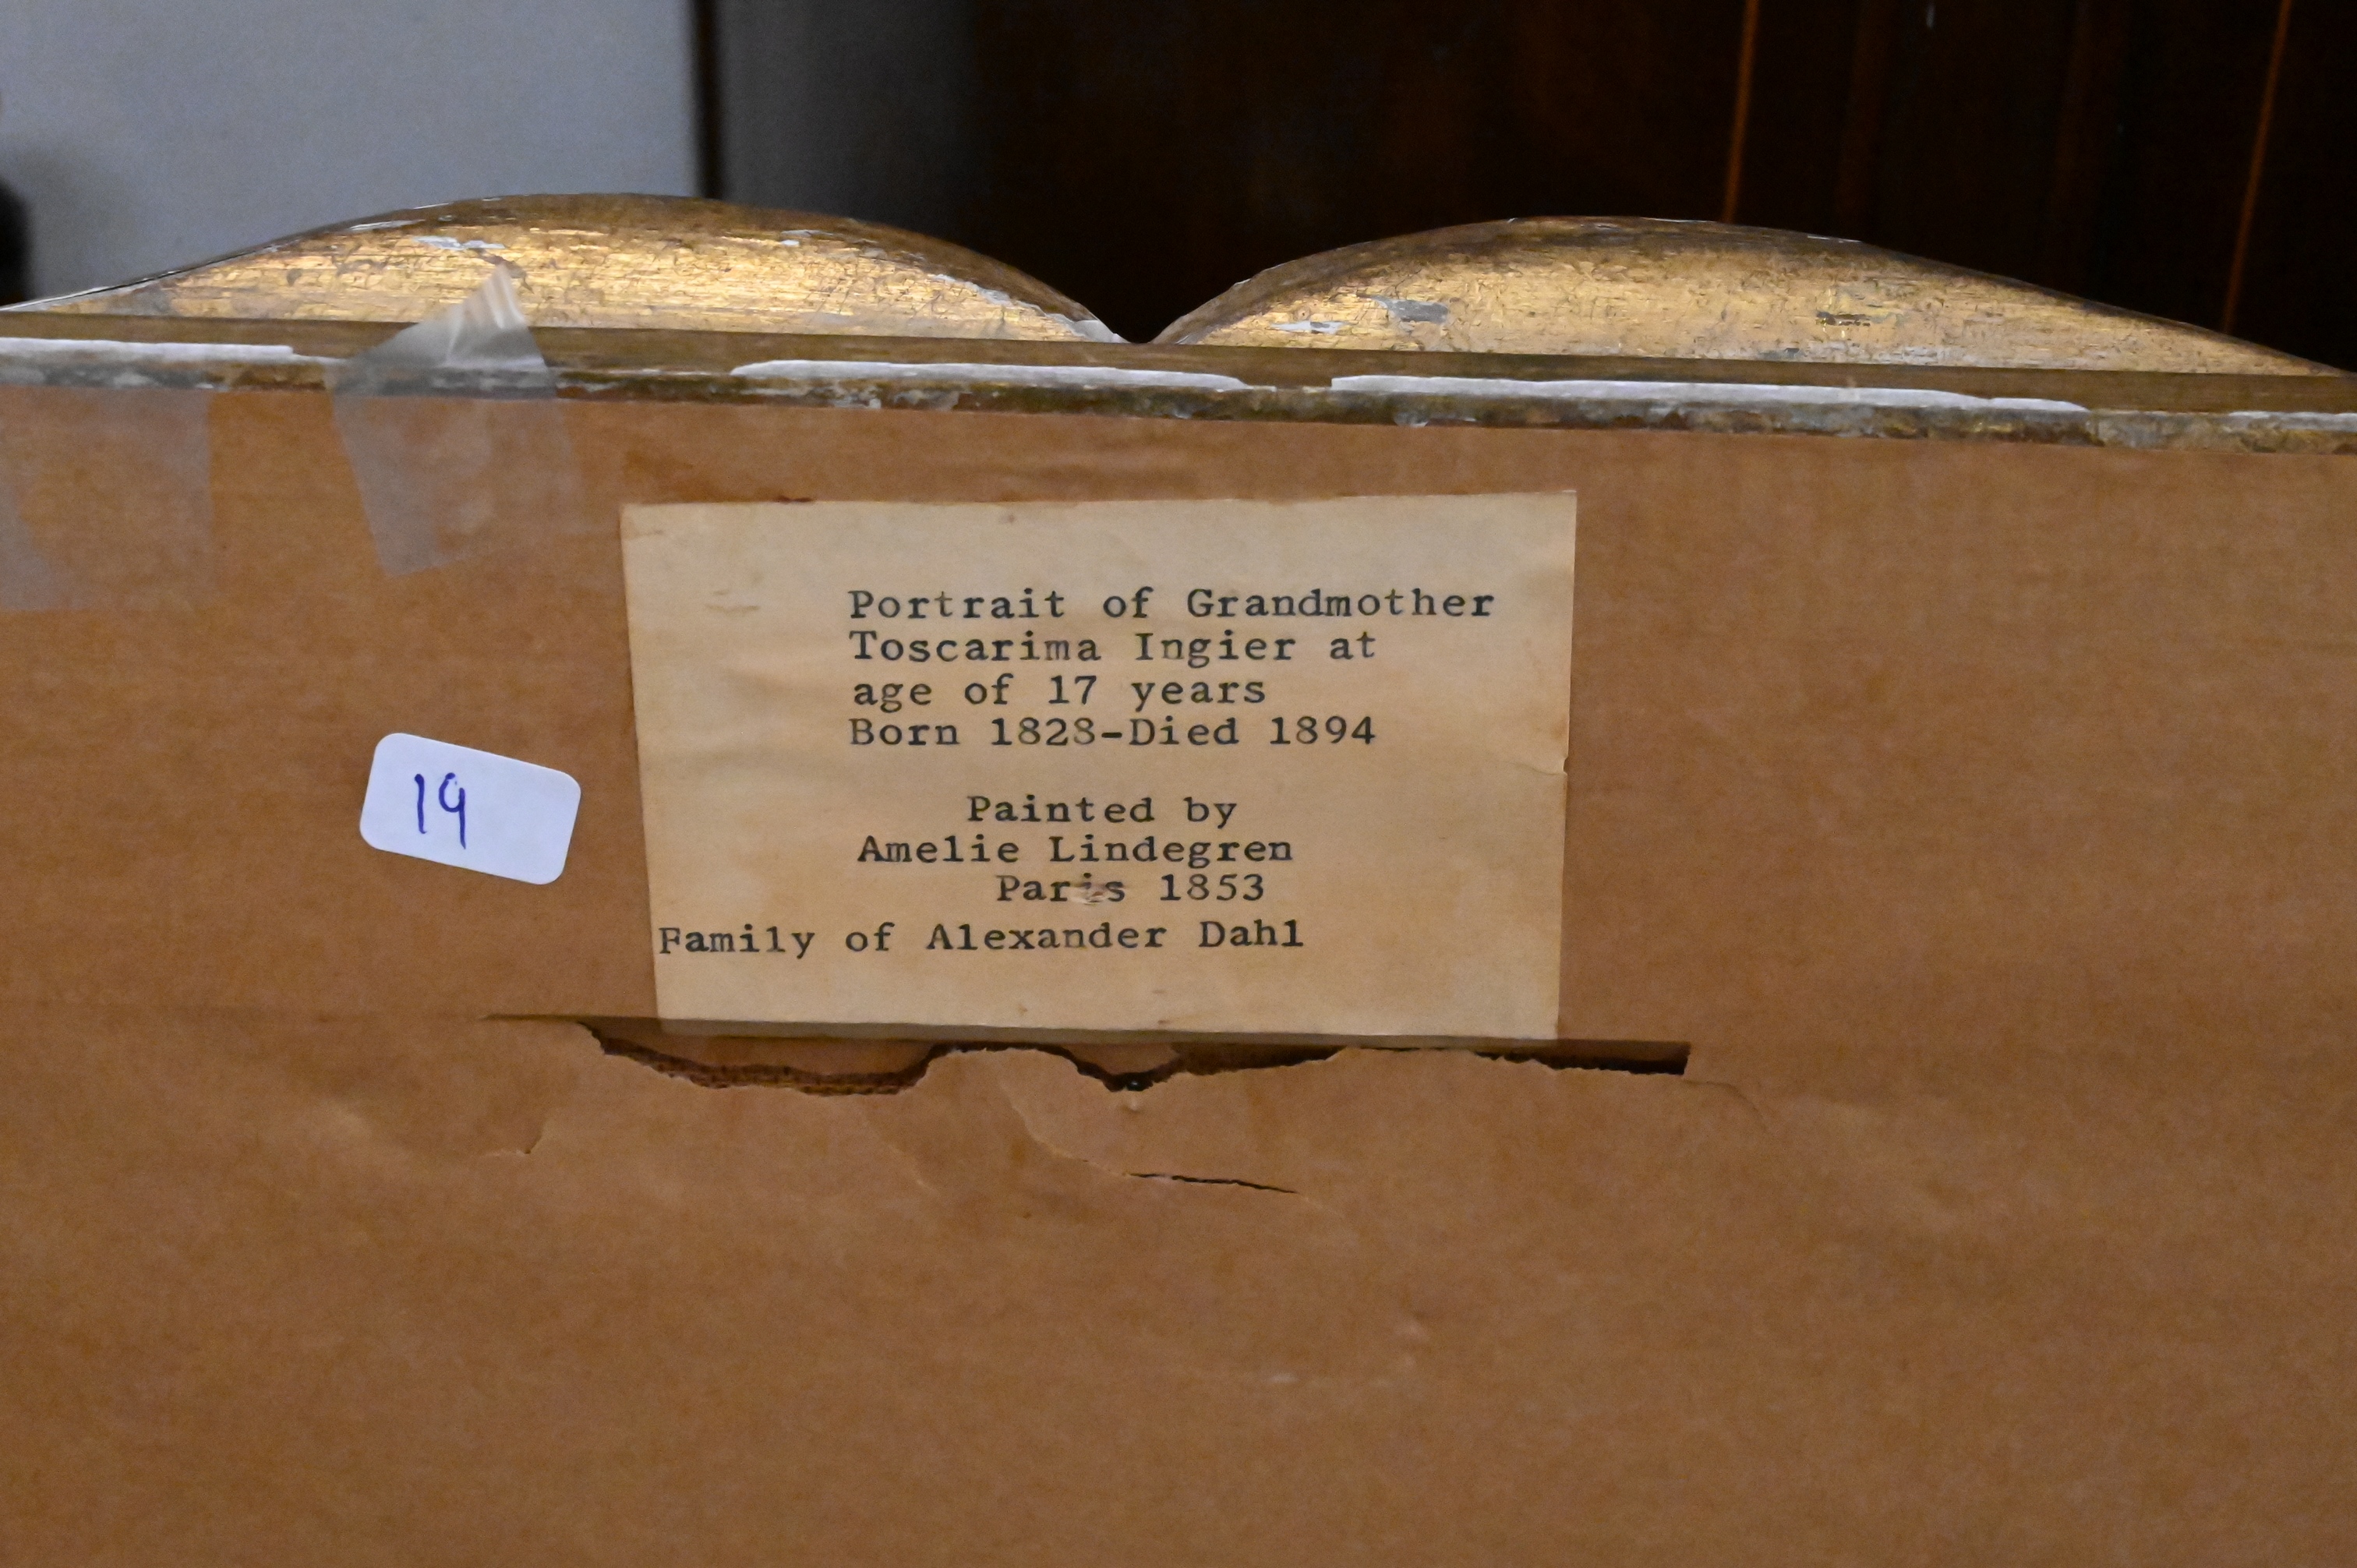 Portrait of Grandmother
Toscarima Ingier at
age of 17 years
Born 1828-Died 1894
Painted by
Amelie Lindegren
Paris 1853
Family of Alexander Dahl
19